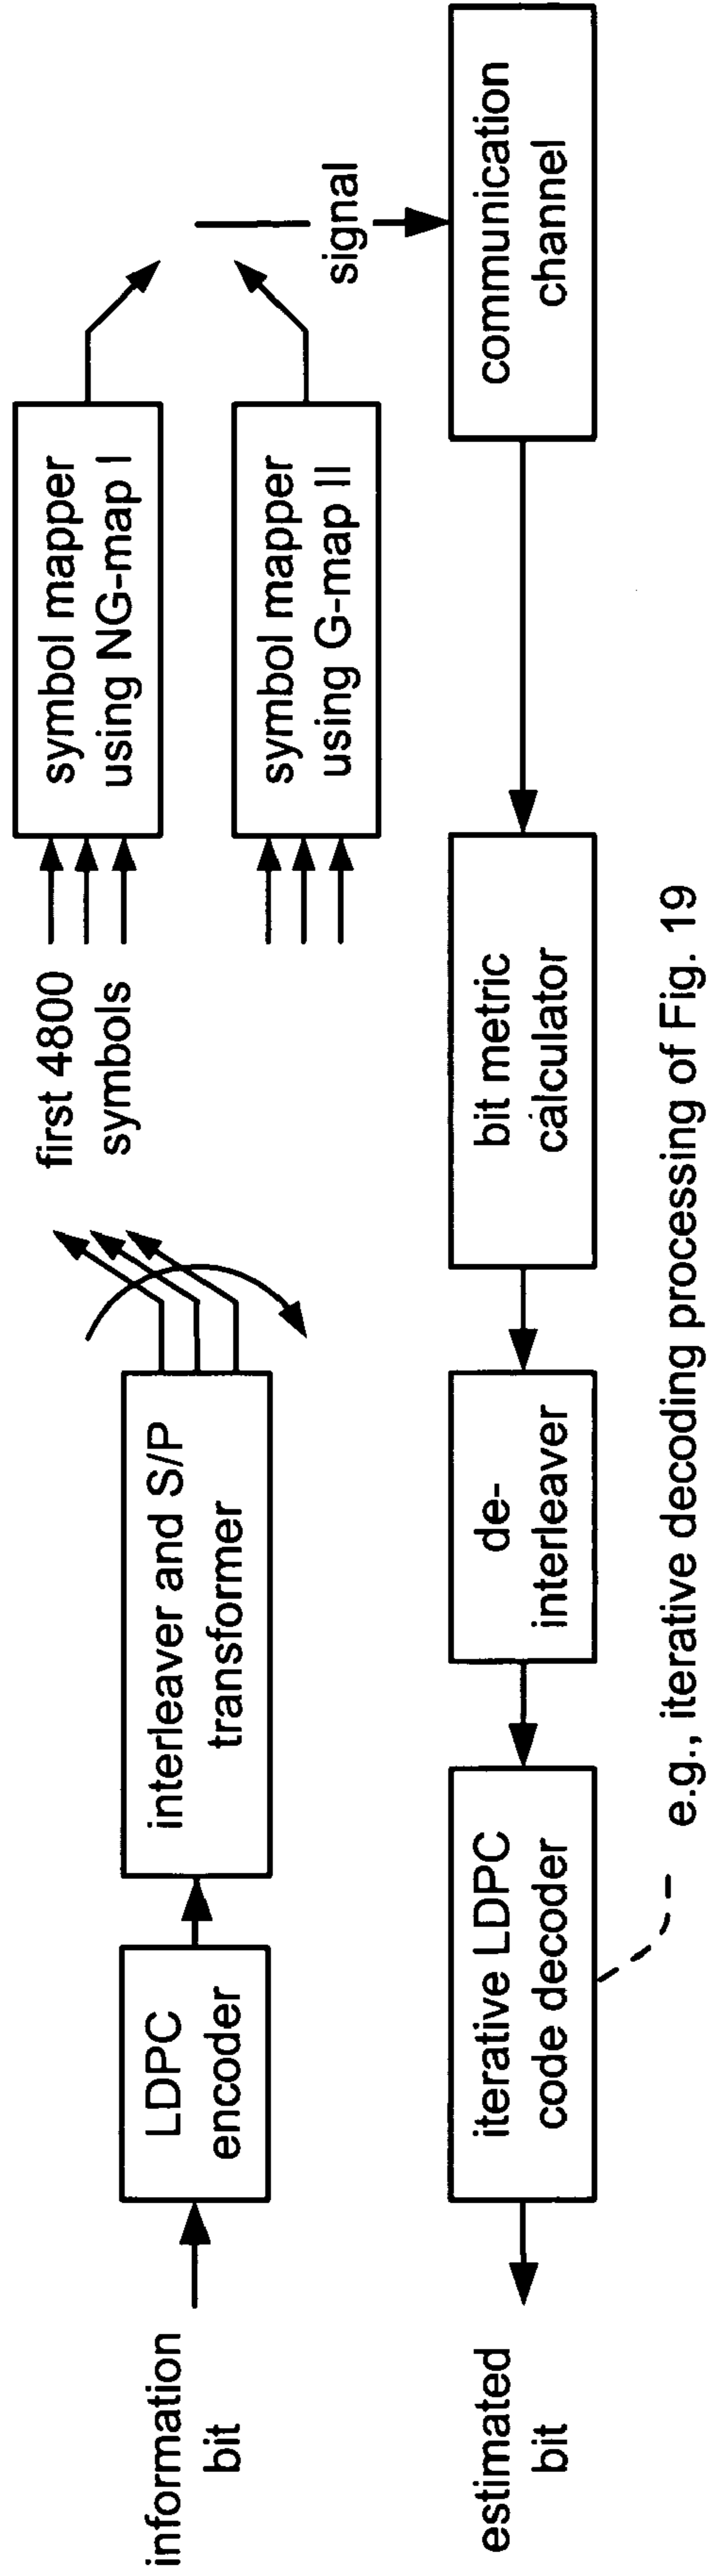 information
bit
LDPC
encoder
interleaver and S/P
transformer
first 4800
symbols
symbol mapper
using NG-map I
symbol mapper
using G-map II
signal
communication
channel
bit metric
calculator
de-
interleaver
iterative LDPC
code decoder
estimated
bit
e.g., iterative decoding processing of Fig. 19